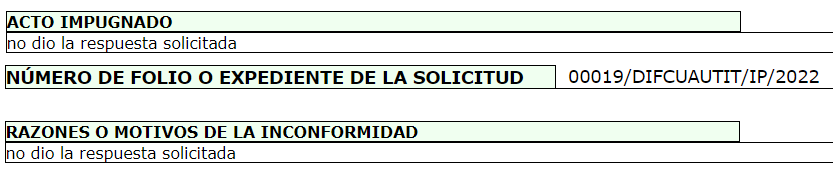 ACTO IMPUGNADO
no dio la respuesta solicitada
NÚMERO DE FOLIO O EXPEDIENTE DE LA SOLICITUD 00019/DIFCUAUTIT/IP/2022
RAZONES O MOTIVOS DE LA INCONFORMIDAD
no dio la respuesta solicitada